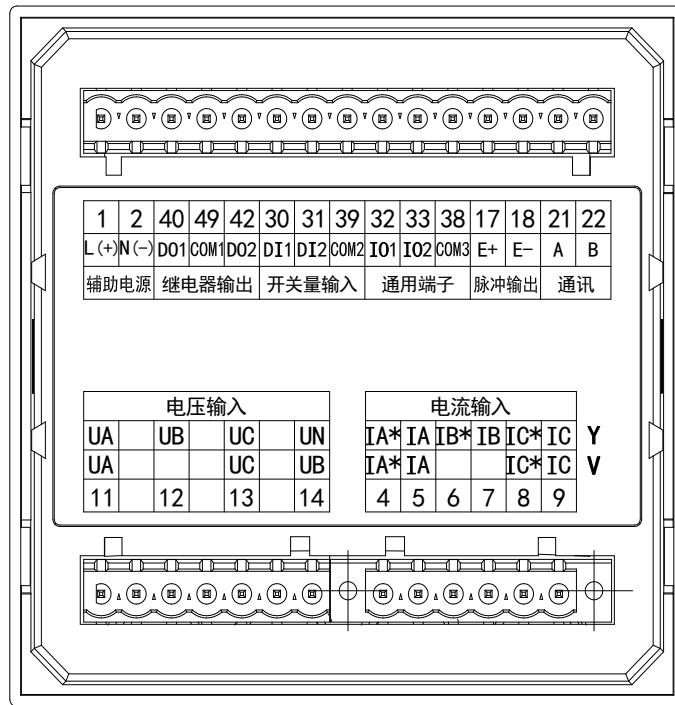 1 2 40 49 42 30 31 39 32 33 38 17 18 21 22
L(+) N(-) DO1 COM1 DO2 DI1 DI2 COM2 IO1 IO2 COM3 E+ E- A B
辅助电源 继电器输出 开关量输入 通用端子 脉冲输出 通讯
电压输入 电流输入
UA UB UC UN IA* IA IB* IB IC* IC Y
UA UC UB IA* IA IC* IC V
11 12 13 14 4 5 6 7 8 9